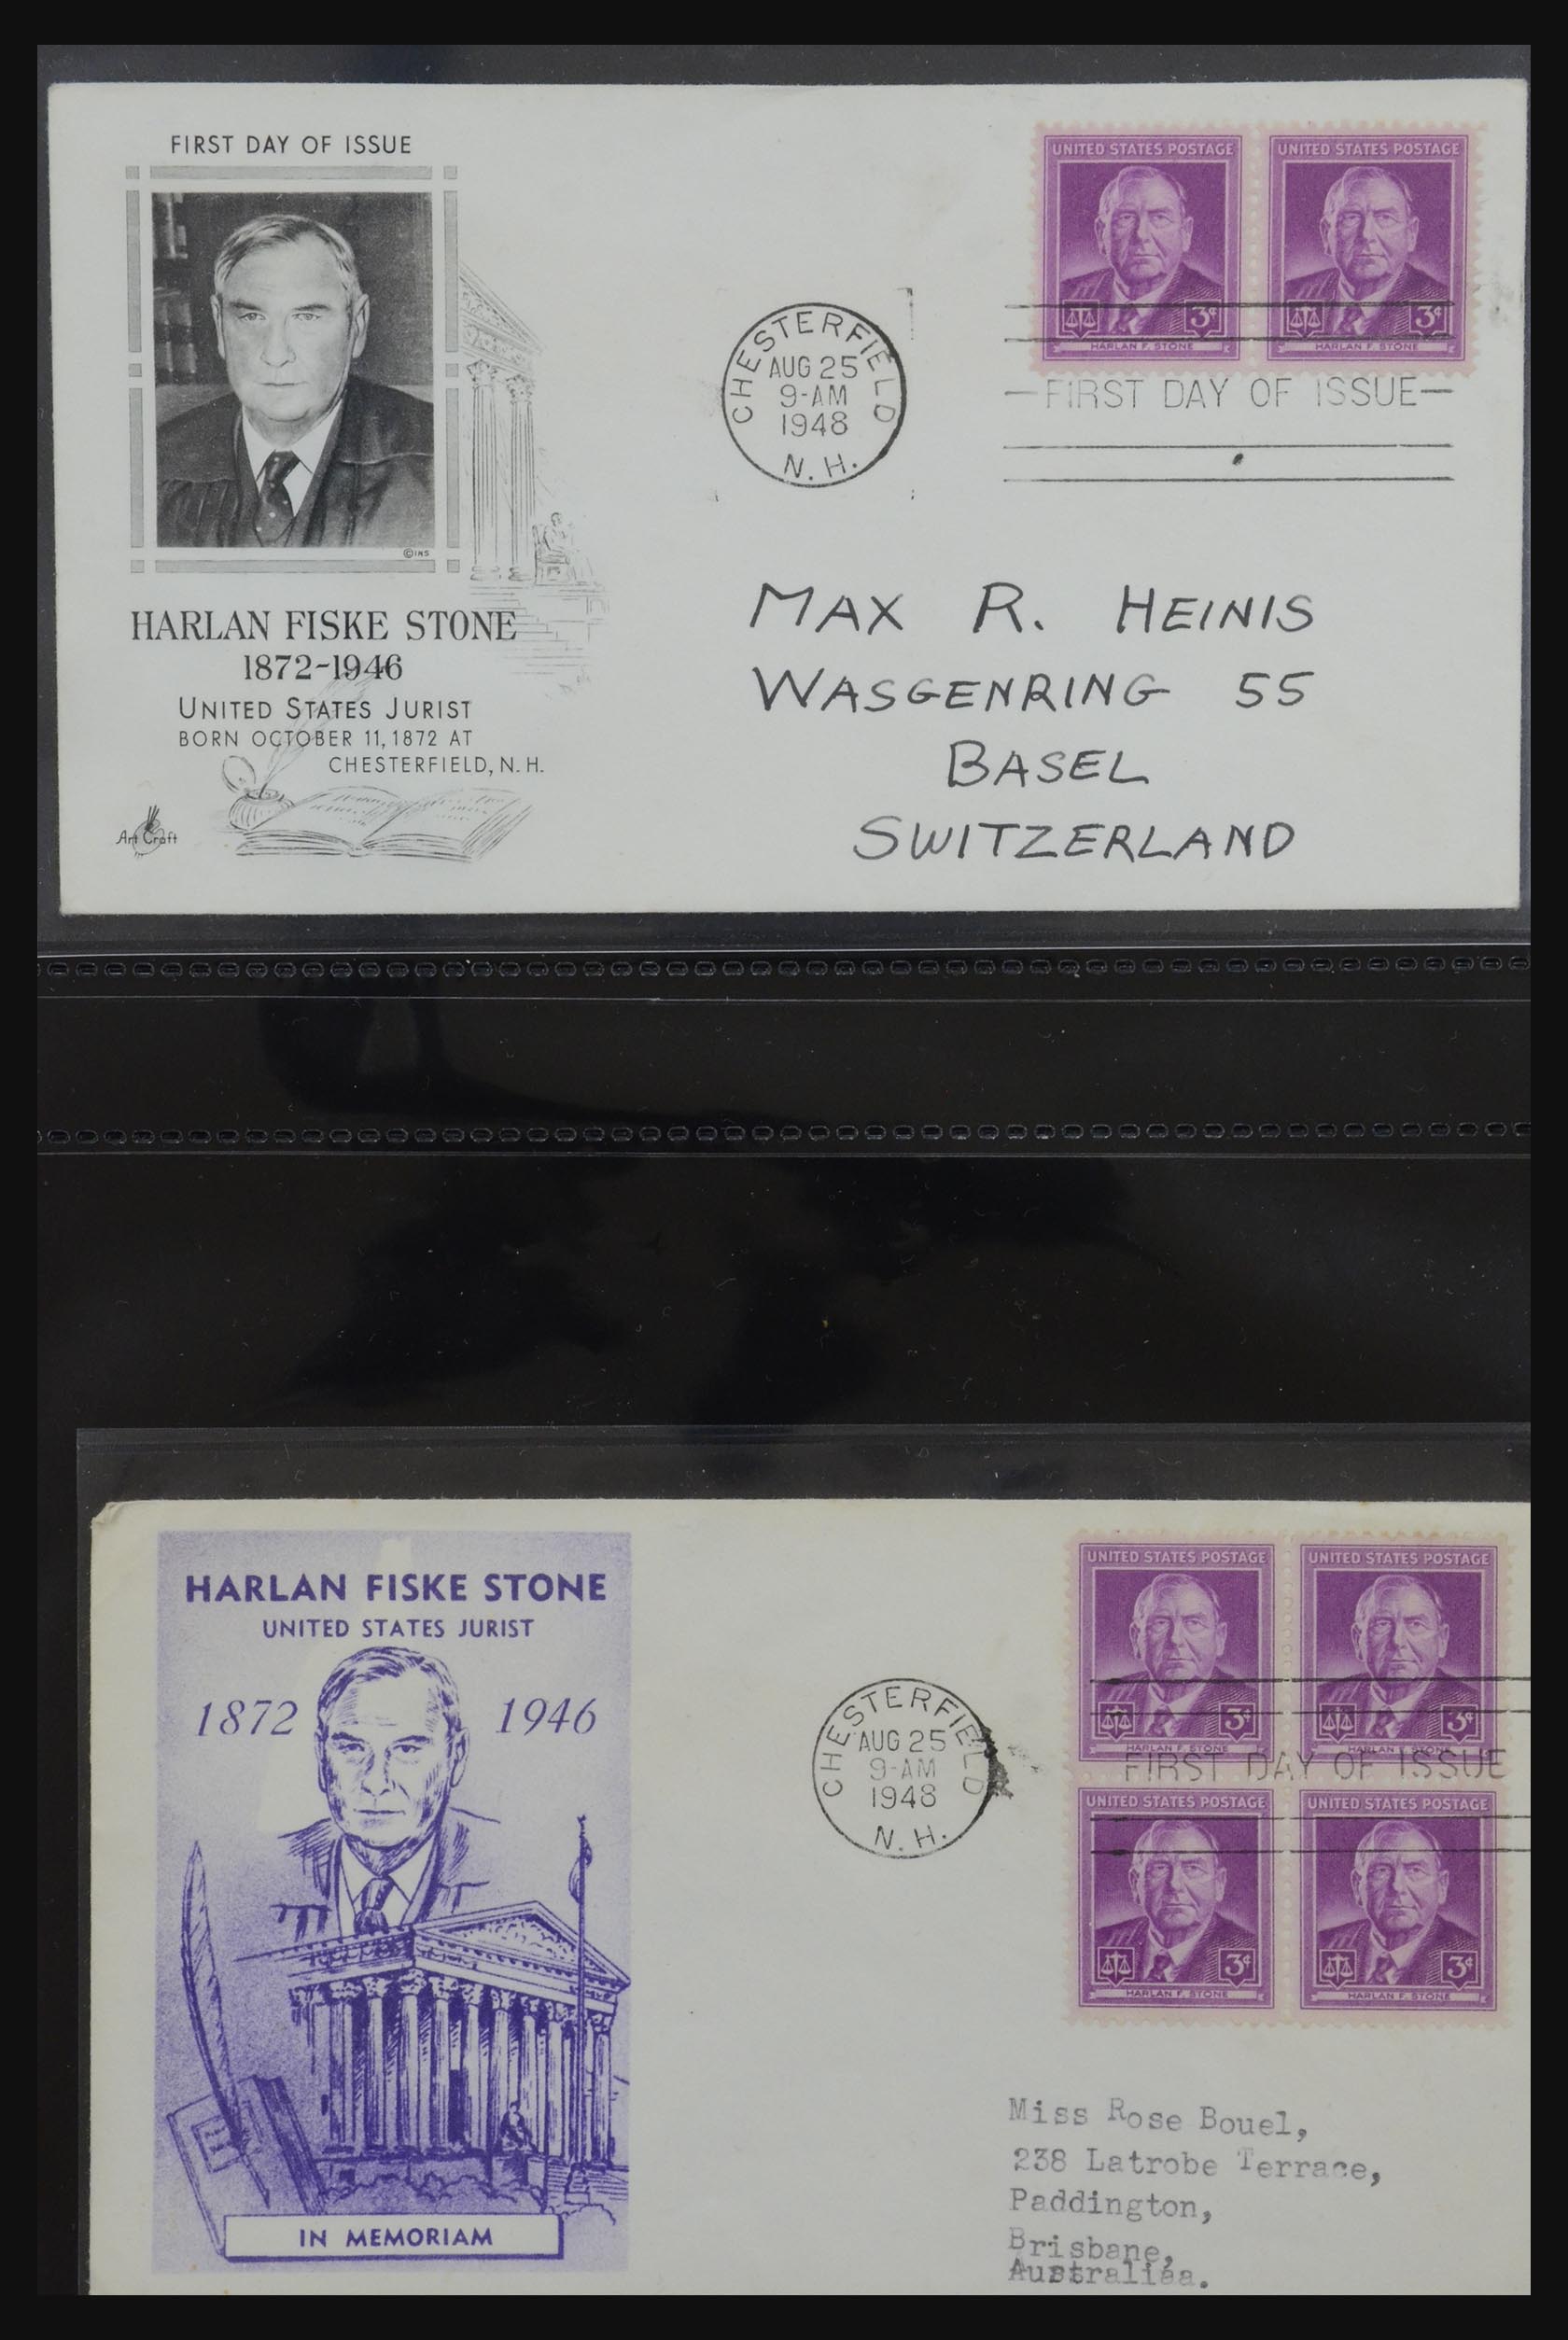 FIRST DAY OF ISSUE
©INS
HARLAN FISKE STONE
1872-1946
UNITED STATES JURIST
BORN OCTOBER 11, 1872 AT
CHESTERFIELD, N. H.
Art Craft
UNITED STATES POSTAGE
3¢
HARLAN F. STONE
UNITED STATES POSTAGE
3¢
HARLAN F. STONE
CHESTERFIELD
AUG 25
9-AM
1948
N. H.
—FIRST DAY OF ISSUE—
MAX R. HEINIS
WASGENRING 55
BASEL
SWITZERLAND
HARLAN FISKE STONE
UNITED STATES JURIST
1872 1946
IN MEMORIAM
CHESTERFIELD
AUG 25
9-AM
1948
N. H.
UNITED STATES POSTAGE
3¢
HARLAN F. STONE
UNITED STATES POSTAGE
3¢
HARLAN F. STONE
FIRST DAY OF ISSUE
UNITED STATES POSTAGE
3¢
HARLAN F. STONE
UNITED STATES POSTAGE
3¢
HARLAN F. STONE
Miss Rose Bouel,
238 Latrobe Terrace,
Paddington,
Brisbane,